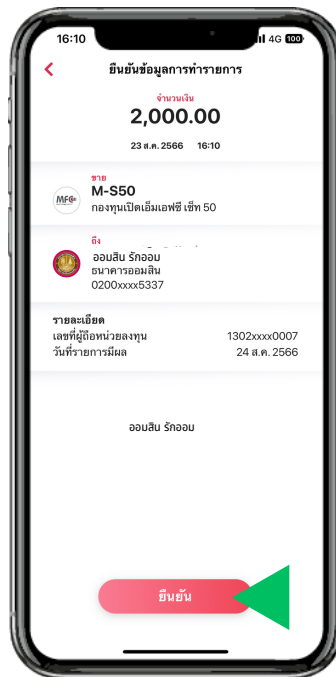 16:10
4G 100
ยืนยันข้อมูลการทำรายการ
จำนวนเงิน
2,000.00
23 ส.ค. 2566 16:10
ขาย
MFC
M-S50
กองทุนเปิดเอ็มเอฟซี เซ็ท 50
ถึง
ออมสิน รักออม
ธนาคารออมสิน
0200xxxx5337
รายละเอียด
เลขที่ผู้ถือหน่วยลงทุน 1302xxxx0007
วันที่รายการมีผล 24 ส.ค. 2566
ออมสิน รักออม
ยืนยัน